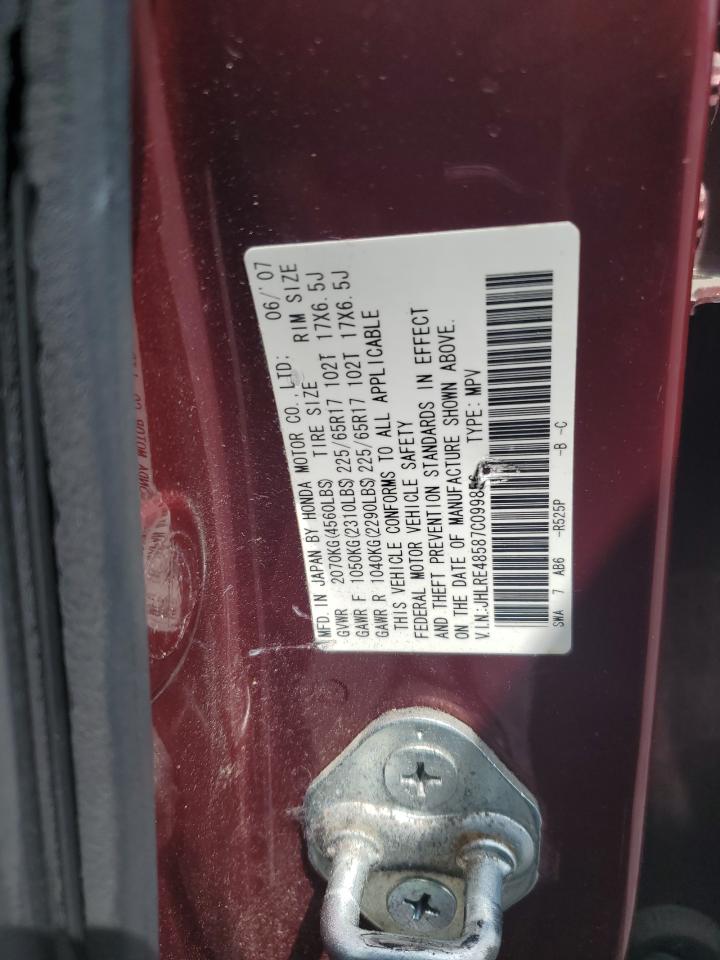 MFD. IN JAPAN BY HONDA MOTOR CO., LTD: 06/'07
GVWR 2070KG(4560LBS) TIRE SIZE RIM SIZE
GAWR F 1050KG(2310LBS) 225/65R17 102T 17X6.5J
GAWR R 1040KG(2290LBS) 225/65R17 102T 17X6.5J
THIS VEHICLE CONFORMS TO ALL APPLICABLE
FEDERAL MOTOR VEHICLE SAFETY
AND THEFT PREVENTION STANDARDS IN EFFECT
ON THE DATE OF MANUFACTURE SHOWN ABOVE.
V.I.N: TYPE: MPV
SWA 7 AB6 -R525P -B -C